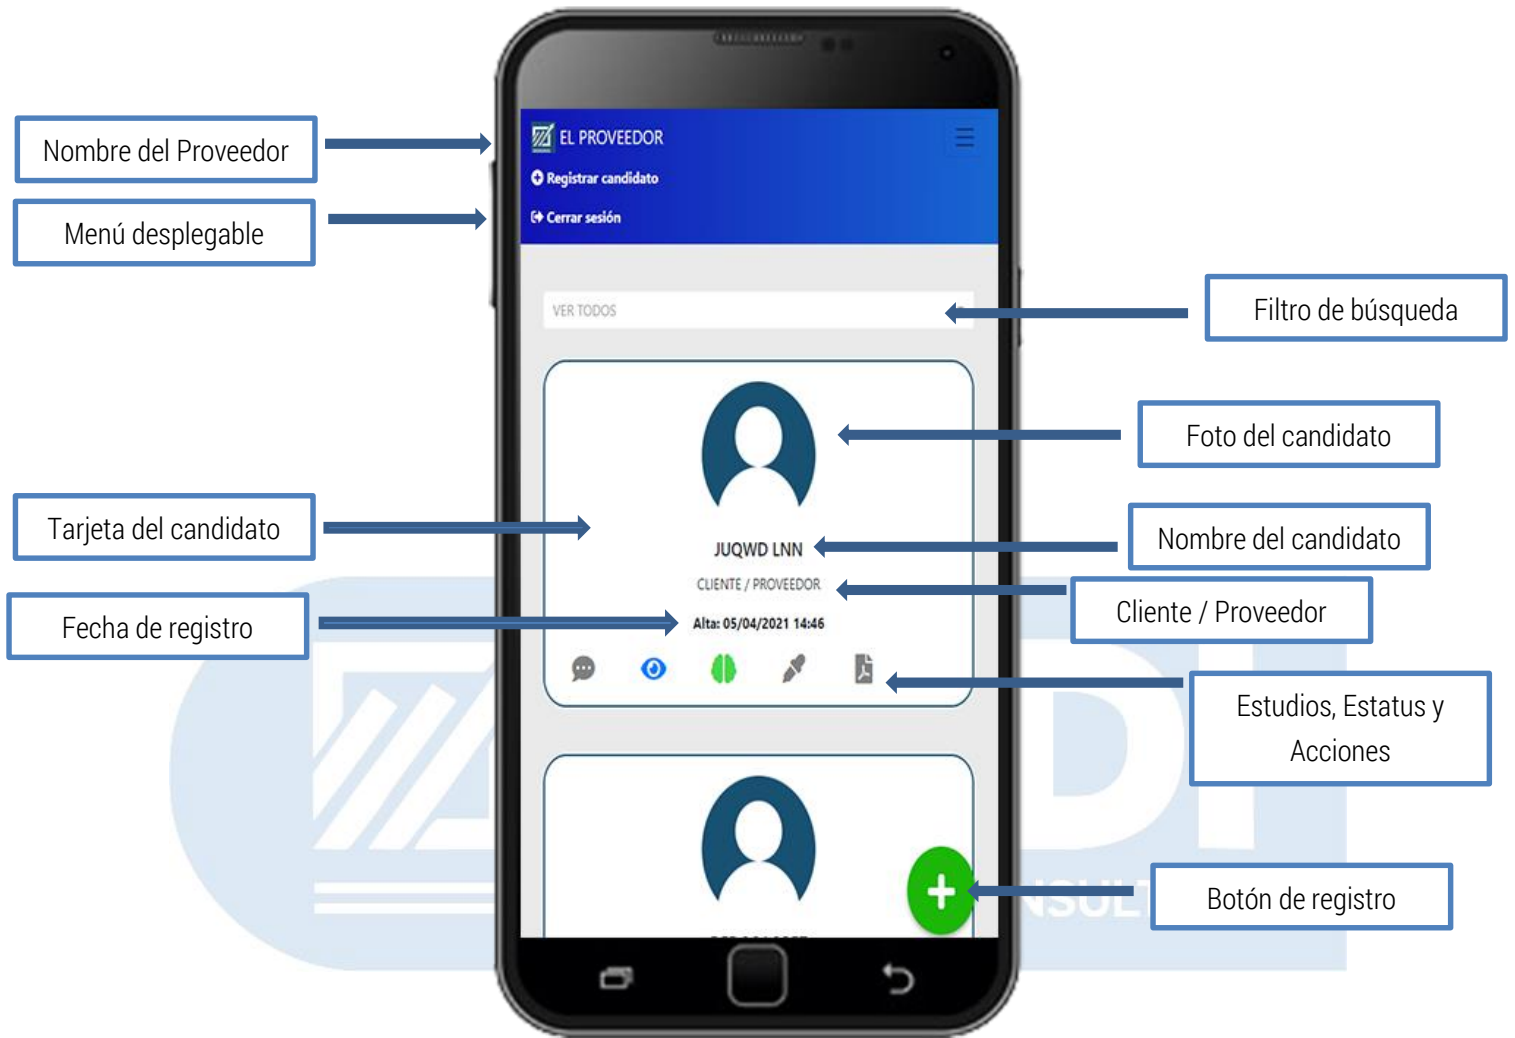 Nombre del Proveedor
Menú desplegable
Tarjeta del candidato
Fecha de registro
EL PROVEEDOR
Registrar candidato
Cerrar sesión
VER TODOS
JUQWD LNN
CLIENTE / PROVEEDOR
Alta: 05/04/2021 14:46
Filtro de búsqueda
Foto del candidato
Nombre del candidato
Cliente / Proveedor
Estudios, Estatus y
Acciones
Botón de registro